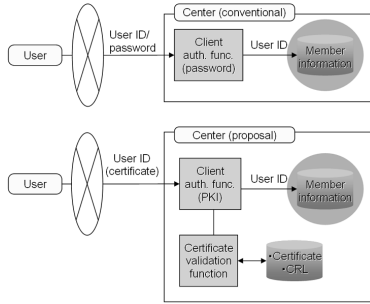 Center (conventional)
User
User ID/
password
Client
auth. func.
(password)
User ID
Member
information
Center (proposal)
User
User ID
(certificate)
Client
auth. func.
(PKI)
User ID
Member
information
Certificate
validation
function
•Certificate
•CRL